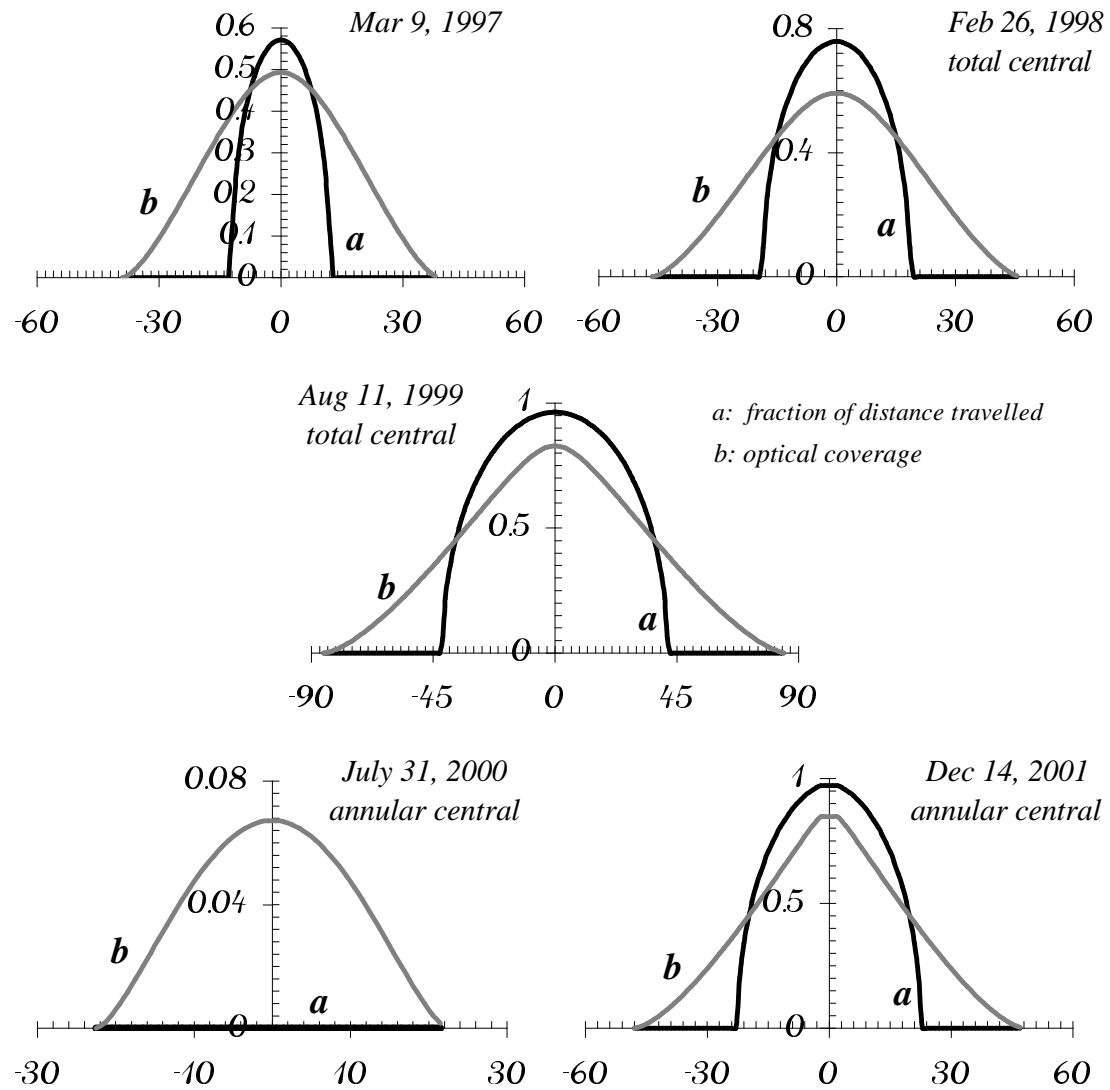 Mar 9, 1997
0.6
0.5
0.4
0.3
0.2
0.1
0
b
a
-60 -30 0 30 60
Feb 26, 1998
total central
0.8
0.4
0
b
a
-60 -30 0 30 60
Aug 11, 1999
total central
1
0.5
0
b
a
-90 -45 0 45 90
a: fraction of distance travelled
b: optical coverage
July 31, 2000
annular central
0.08
0.04
0
b
a
-30 -10 10 30
Dec 14, 2001
annular central
1
0.5
0
b
a
-60 -30 0 30 60